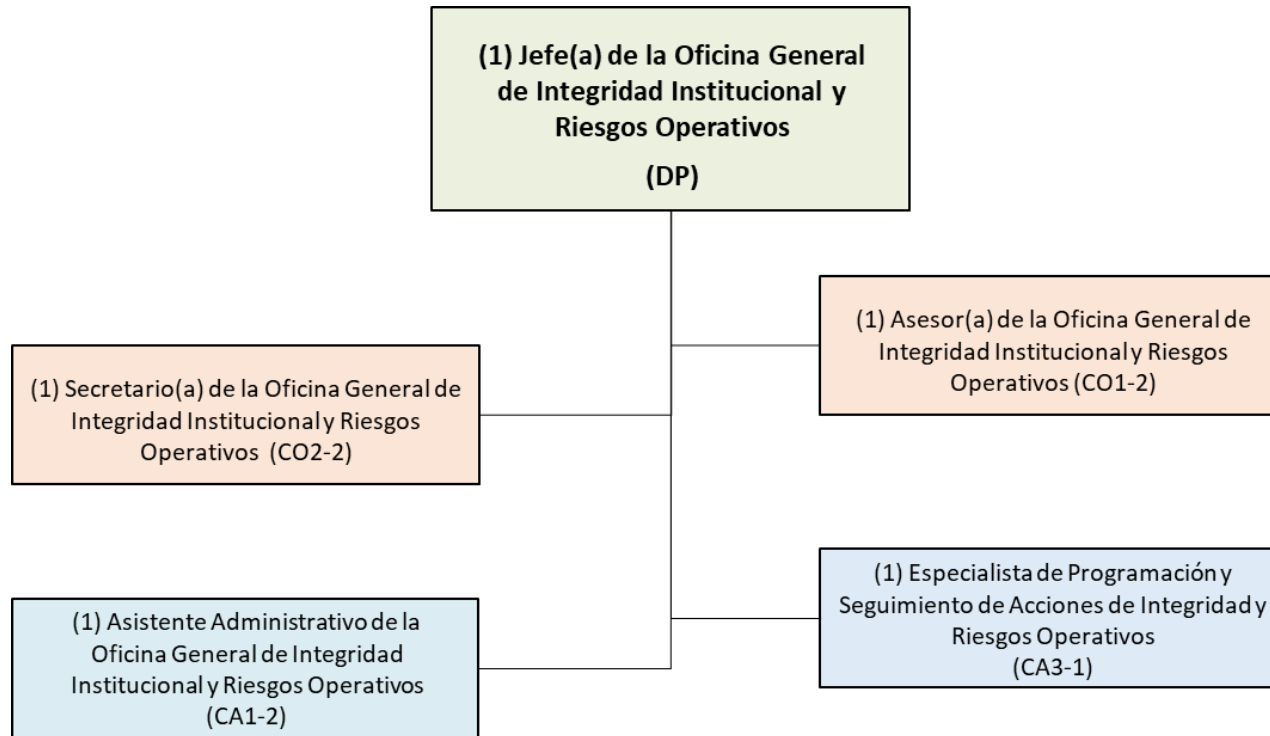 (1) Jefe(a) de la Oficina General
de Integridad Institucional y
Riesgos Operativos
(DP)
(1) Asesor(a) de la Oficina General de
Integridad Institucional y Riesgos
Operativos (CO1-2)
(1) Secretario(a) de la Oficina General de
Integridad Institucional y Riesgos
Operativos (CO2-2)
(1) Especialista de Programación y
Seguimiento de Acciones de Integridad y
Riesgos Operativos
(CA3-1)
(1) Asistente Administrativo de la
Oficina General de Integridad
Institucional y Riesgos Operativos
(CA1-2)